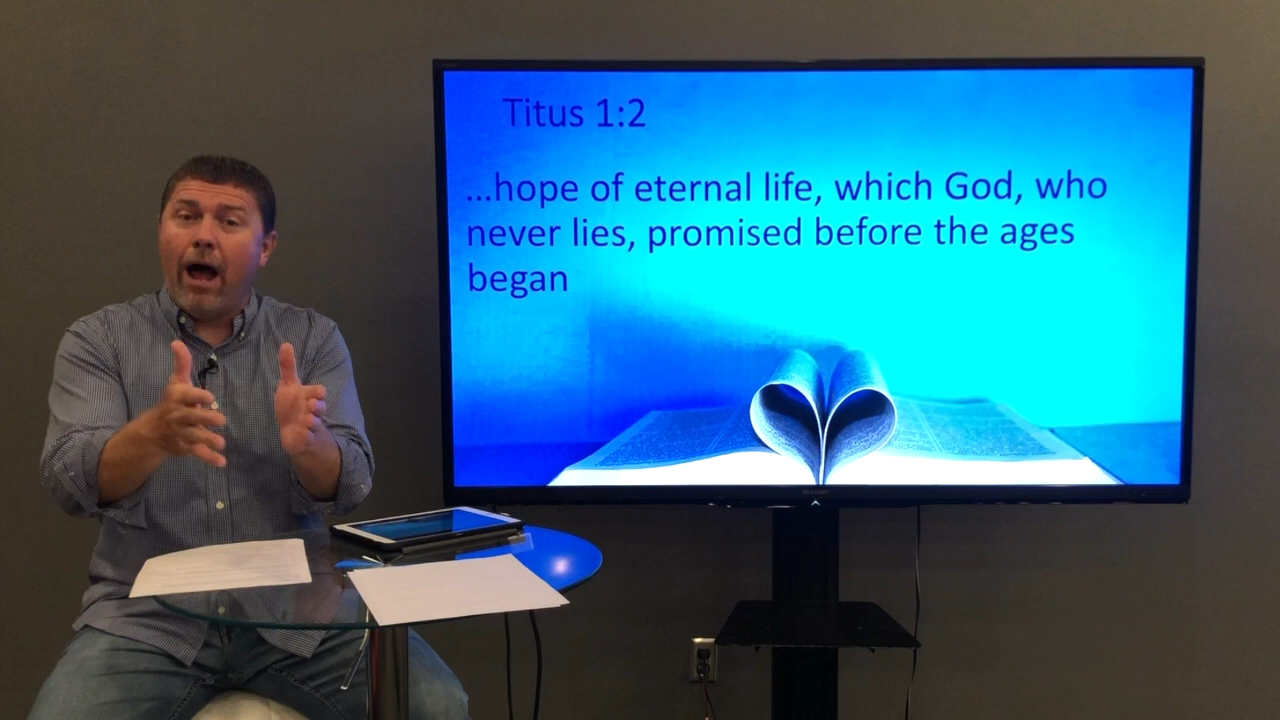 Titus 1:2
...hope of eternal life, which God, who
never lies, promised before the ages
began